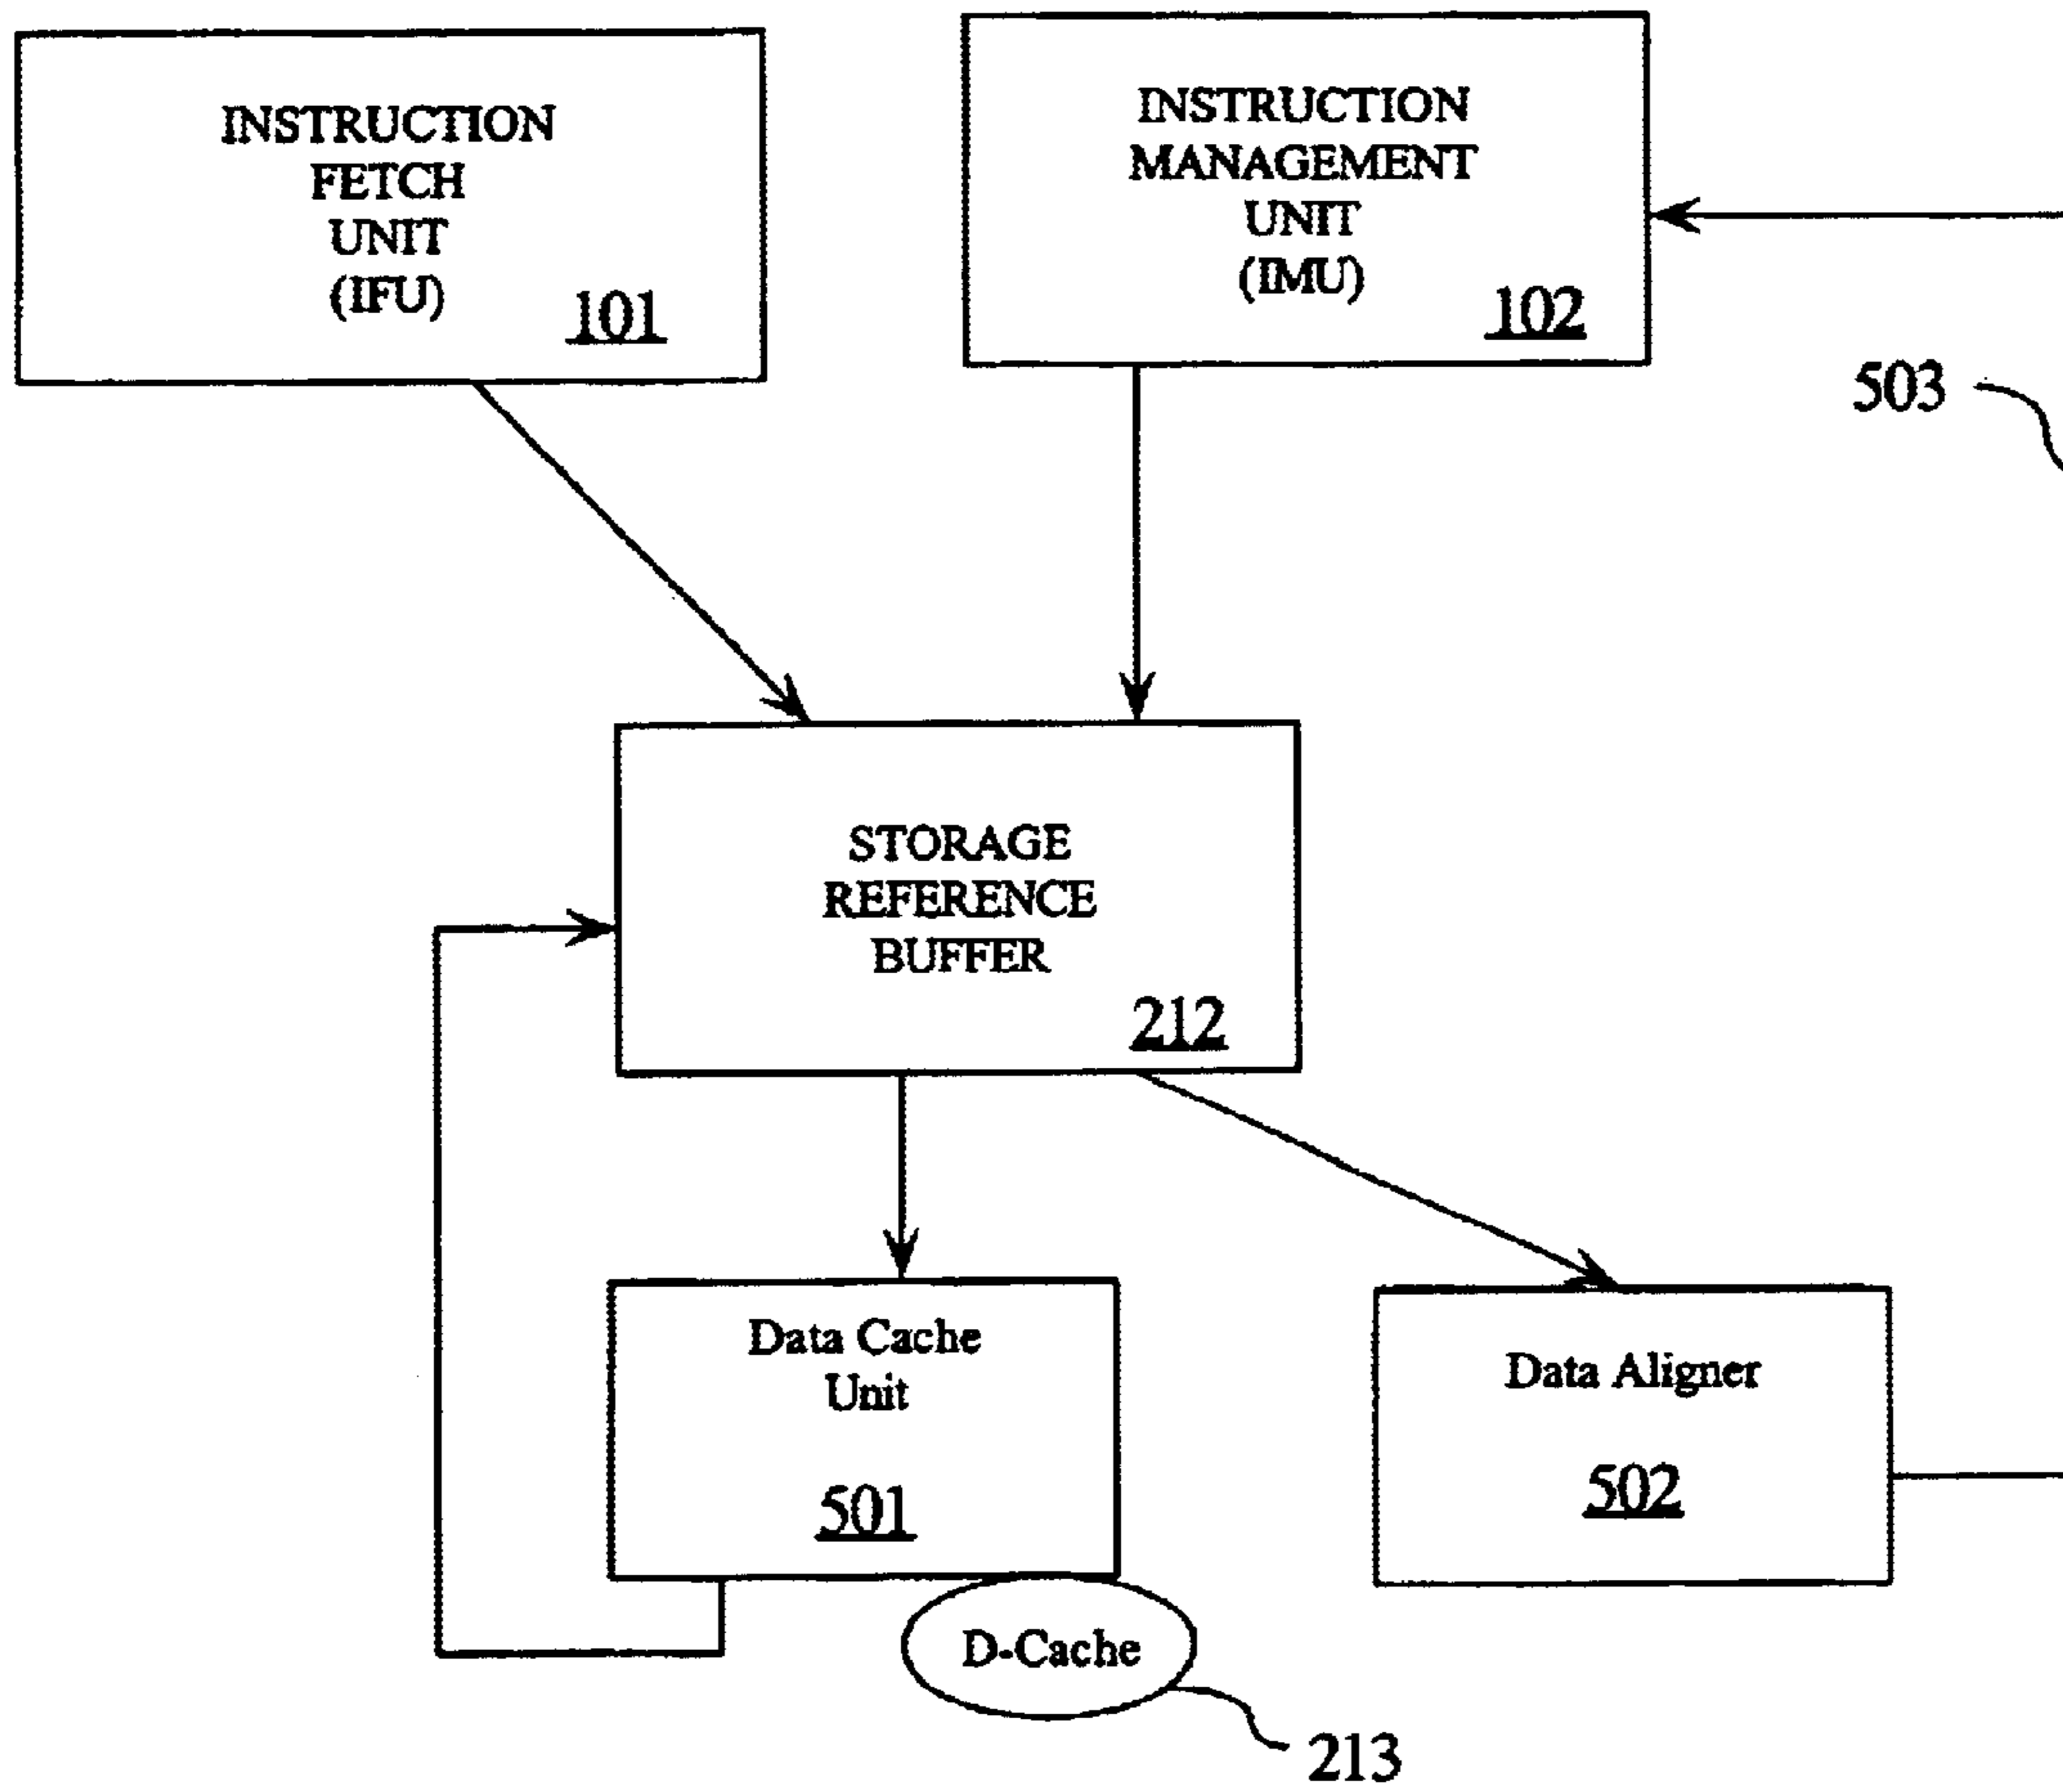 INSTRUCTION
FETCH
UNIT
(IFU)
101
INSTRUCTION
MANAGEMENT
UNIT
(IMU)
102
503
STORAGE
REFERENCE
BUFFER
212
Data Cache
Unit
501
Data Aligner
502
D-Cache
213